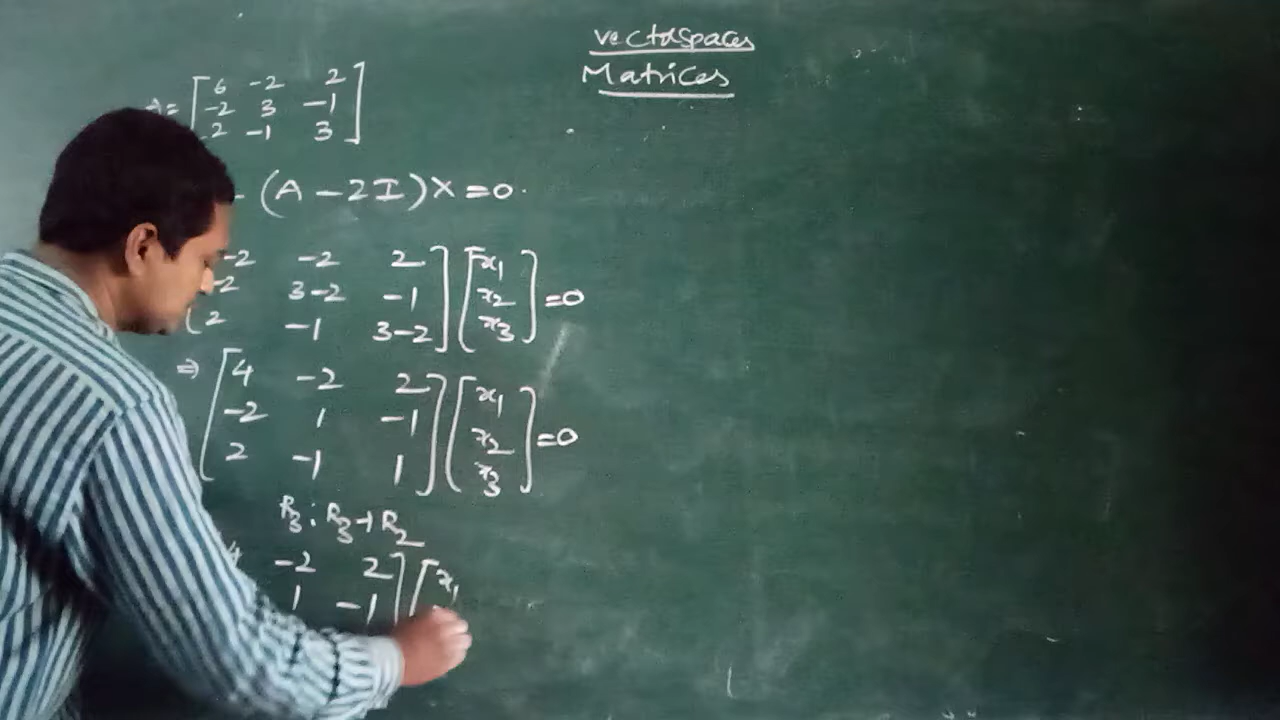 vectorspaces
Matrices
A = [ 6 -2 2
-2 3 -1
2 -1 3 ]
(A - 2I)X = 0
-2 -2 2 ] [ x1
-2 3-2 -1 x2 = 0
2 -1 3-2 x3 ]
⇒ [ 4 -2 2 ] [ x1
-2 1 -1 x2 = 0
2 -1 1 x3 ]
R3 : R3 + R2
4 -2 2 ] [ x1
1 -1